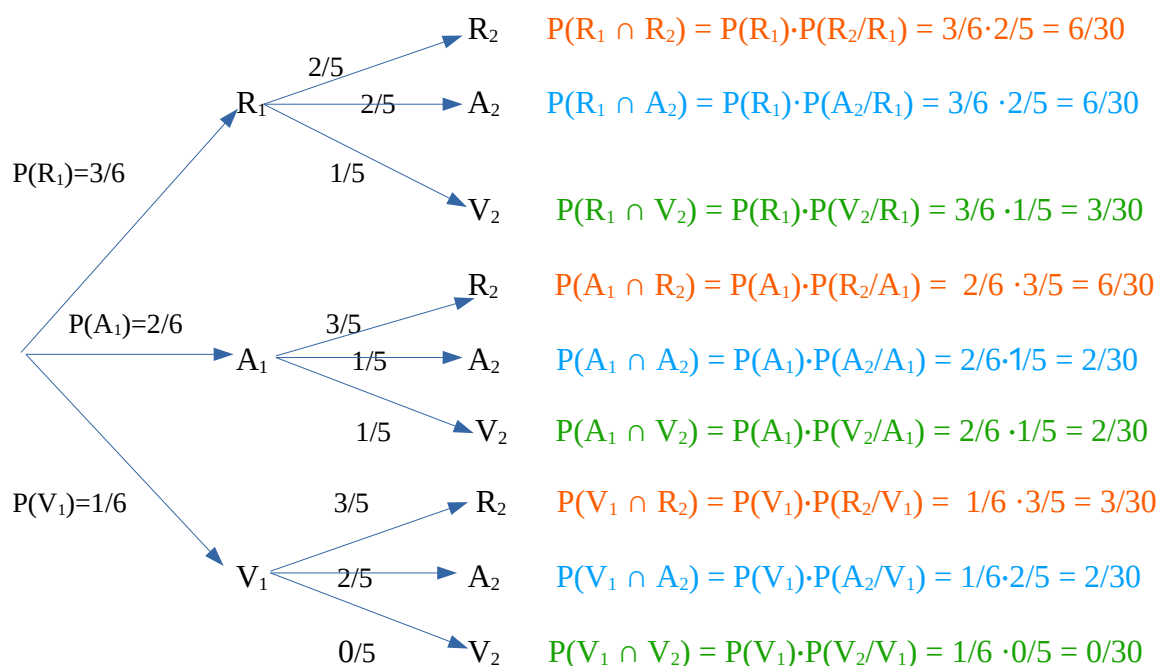 R₂ P(R₁ ∩ R₂) = P(R₁)·P(R₂/R₁) = 3/6·2/5 = 6/30
2/5
R₁ 2/5 A₂ P(R₁ ∩ A₂) = P(R₁)·P(A₂/R₁) = 3/6 ·2/5 = 6/30
P(R₁)=3/6 1/5
V₂ P(R₁ ∩ V₂) = P(R₁)·P(V₂/R₁) = 3/6 ·1/5 = 3/30
R₂ P(A₁ ∩ R₂) = P(A₁)·P(R₂/A₁) = 2/6 ·3/5 = 6/30
P(A₁)=2/6 3/5
A₁ 1/5 A₂ P(A₁ ∩ A₂) = P(A₁)·P(A₂/A₁) = 2/6·1/5 = 2/30
1/5 V₂ P(A₁ ∩ V₂) = P(A₁)·P(V₂/A₁) = 2/6 ·1/5 = 2/30
P(V₁)=1/6 3/5 R₂ P(V₁ ∩ R₂) = P(V₁)·P(R₂/V₁) = 1/6 ·3/5 = 3/30
V₁ 2/5 A₂ P(V₁ ∩ A₂) = P(V₁)·P(A₂/V₁) = 1/6·2/5 = 2/30
0/5 V₂ P(V₁ ∩ V₂) = P(V₁)·P(V₂/V₁) = 1/6 ·0/5 = 0/30